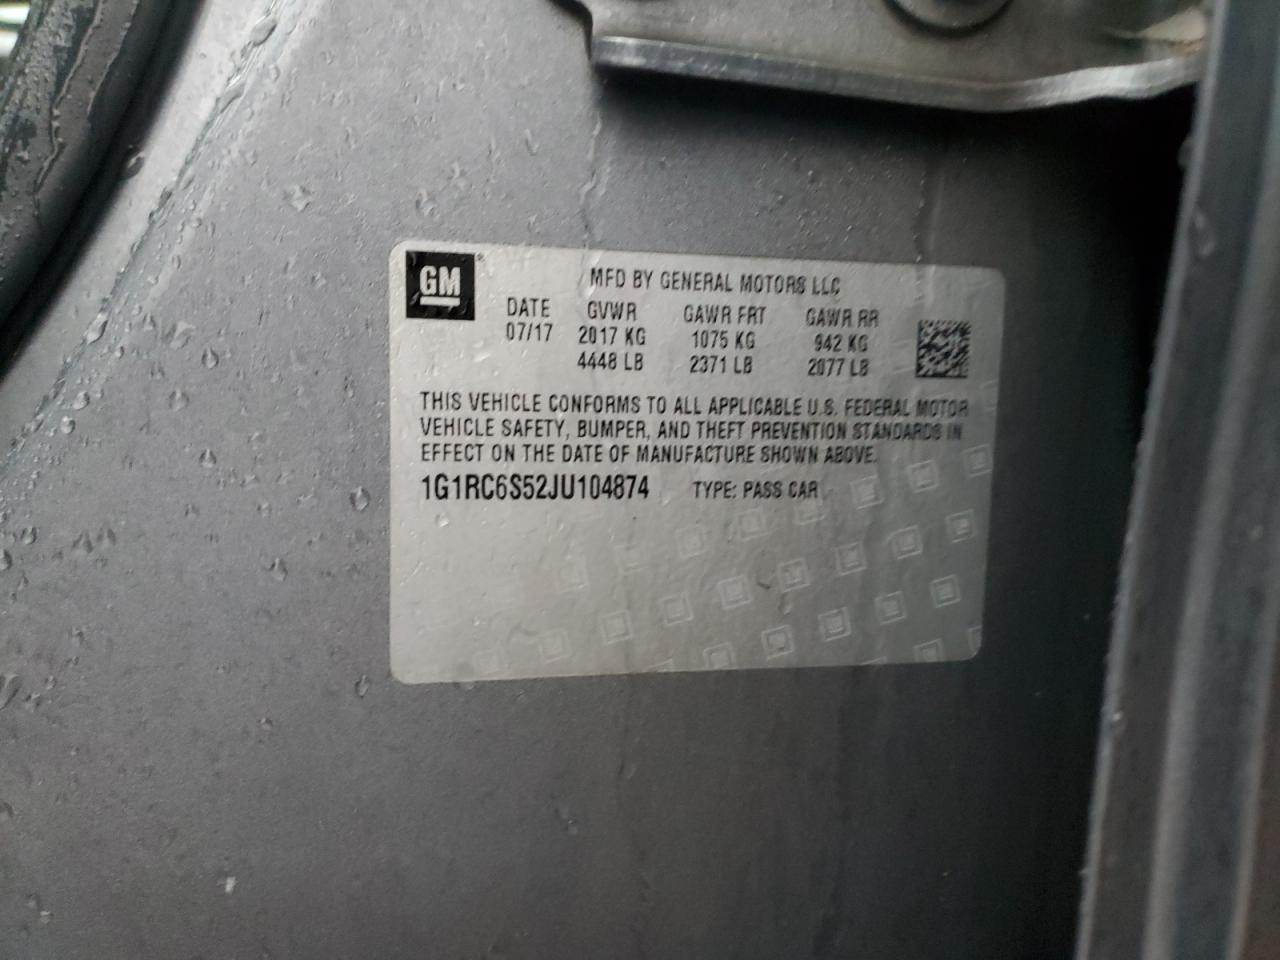 GM®
MFD BY GENERAL MOTORS LLC
DATE GVWR GAWR FRT GAWR RR
07/17 2017 KG 1075 KG 942 KG
4448 LB 2371 LB 2077 LB
THIS VEHICLE CONFORMS TO ALL APPLICABLE U.S. FEDERAL MOTOR
VEHICLE SAFETY, BUMPER, AND THEFT PREVENTION STANDARDS IN
EFFECT ON THE DATE OF MANUFACTURE SHOWN ABOVE.
1G1RC6S52JU104874 TYPE: PASS CAR